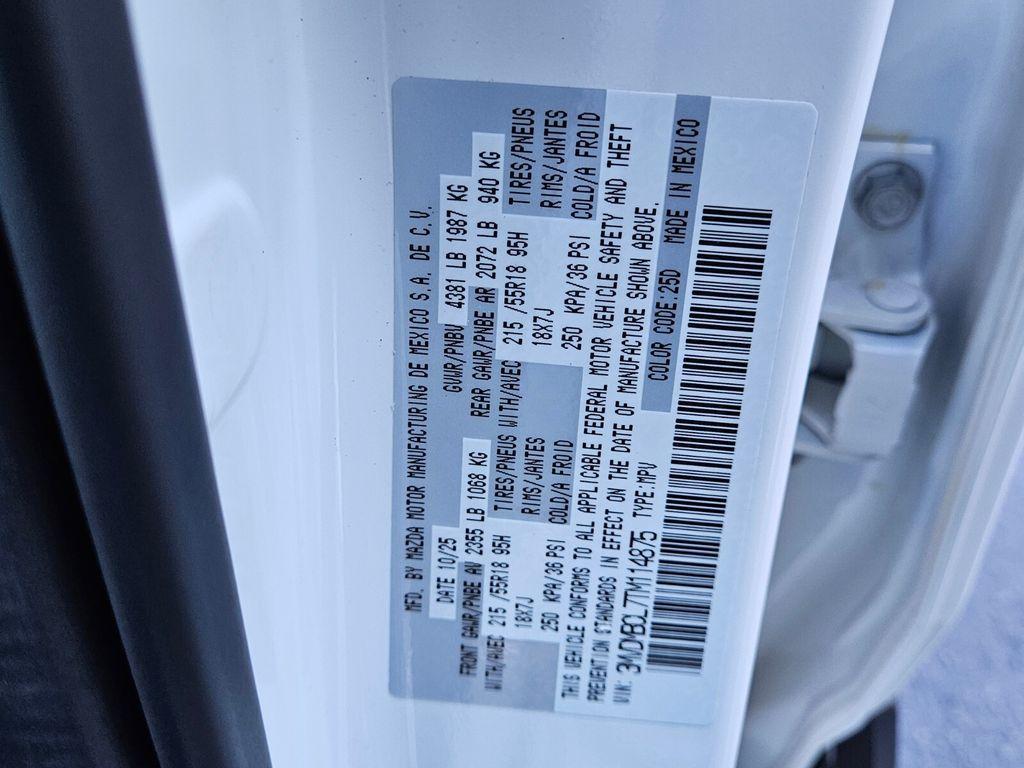 MFD. BY MAZDA MOTOR MANUFACTURING DE MEXICO S.A. DE C.V.
DATE 10/25 GVWR/PNBV 4381 LB 1987 KG
FRONT GAWR/PNBE AV 2355 LB 1068 KG REAR GAWR/PNBE AR 2072 LB 940 KG
WITH/AVEC 215 /55R18 95H TIRES/PNEUS WITH/AVEC 215 /55R18 95H TIRES/PNEUS
18X7J RIMS/JANTES 18X7J RIMS/JANTES
250 KPA/36 PSI COLD/A FROID 250 KPA/36 PSI COLD/A FROID
THIS VEHICLE CONFORMS TO ALL APPLICABLE FEDERAL MOTOR VEHICLE SAFETY AND THEFT
PREVENTION STANDARDS IN EFFECT ON THE DATE OF MANUFACTURE SHOWN ABOVE.
VIN: 3MVDMBCL7TM114875 TYPE:MPV COLOR CODE:25D MADE IN MEXICO